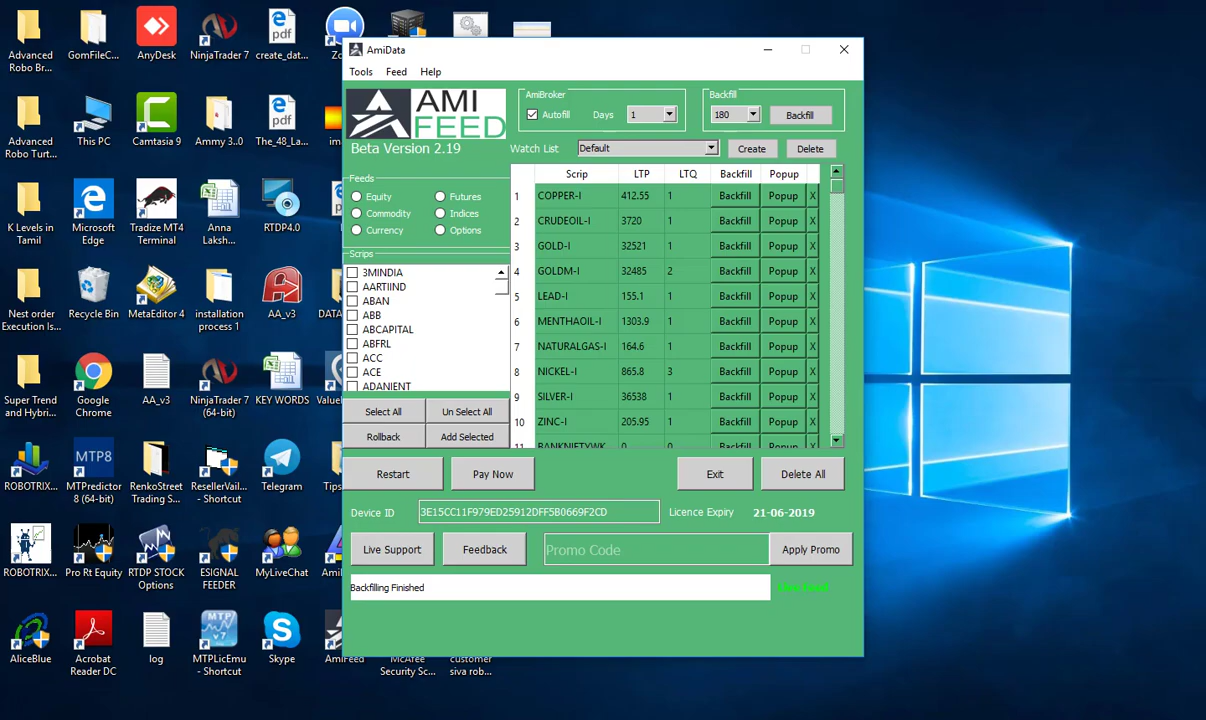 Advanced
Robo Br...
GomFileC...
AnyDesk
NinjaTrader 7
create_dat...
Advanced
Robo Turt...
This PC
Camtasia 9
Ammy 3..0
The_48_La...
K Levels in
Tamil
Microsoft
Edge
Tradize MT4
Terminal
Anna
Laksh...
RTDP4.0
Nest order
Execution Is...
Recycle Bin
MetaEditor 4
installation
process 1
AA_v3
Super Trend
and Hybri...
Google
Chrome
AA_v3
NinjaTrader 7
(64-bit)
KEY WORDS
ROBOTRIX...
MTP8
MTPredictor
8 (64-bit)
RenkoStreet
Trading S...
ResellerVail...
- Shortcut
Telegram
ROBOTRIX...
Pro Rt Equity
RTDP STOCK
Options
ESIGNAL
FEEDER
MyLiveChat
AliceBlue
Acrobat
Reader DC
log
MTP
v7
MTPLicEmu
- Shortcut
Skype
AmiFeed
McAfee
Security Sc...
customer
siva rob...
AmiData
Tools Feed Help
AMI
FEED
Beta Version 2.19
AmiBroker
Autofill Days 1
Backfill
180 Backfill
Watch List Default Create Delete
Feeds
Equity Futures
Commodity Indices
Currency Options
Scrips
3MINDIA
AARTIIND
ABAN
ABB
ABCAPITAL
ABFRL
ACC
ACE
ADANIENT
Select All Un Select All
Rollback Add Selected
Scrip LTP LTQ Backfill Popup
1 COPPER-I 412.55 1 Backfill Popup X
2 CRUDEOIL-I 3720 1 Backfill Popup X
3 GOLD-I 32521 1 Backfill Popup X
4 GOLDM-I 32485 2 Backfill Popup X
5 LEAD-I 155.1 1 Backfill Popup X
6 MENTHAOIL-I 1303.9 1 Backfill Popup X
7 NATURALGAS-I 164.6 1 Backfill Popup X
8 NICKEL-I 865.8 3 Backfill Popup X
9 SILVER-I 36538 1 Backfill Popup X
10 ZINC-I 205.95 1 Backfill Popup X
11 BANKNIFTYWK 0 0 Backfill Popup X
Restart Pay Now Exit Delete All
Device ID 3E15CC11F979ED25912DFF5B0669F2CD Licence Expiry 21-06-2019
Live Support Feedback Promo Code Apply Promo
Backfilling Finished